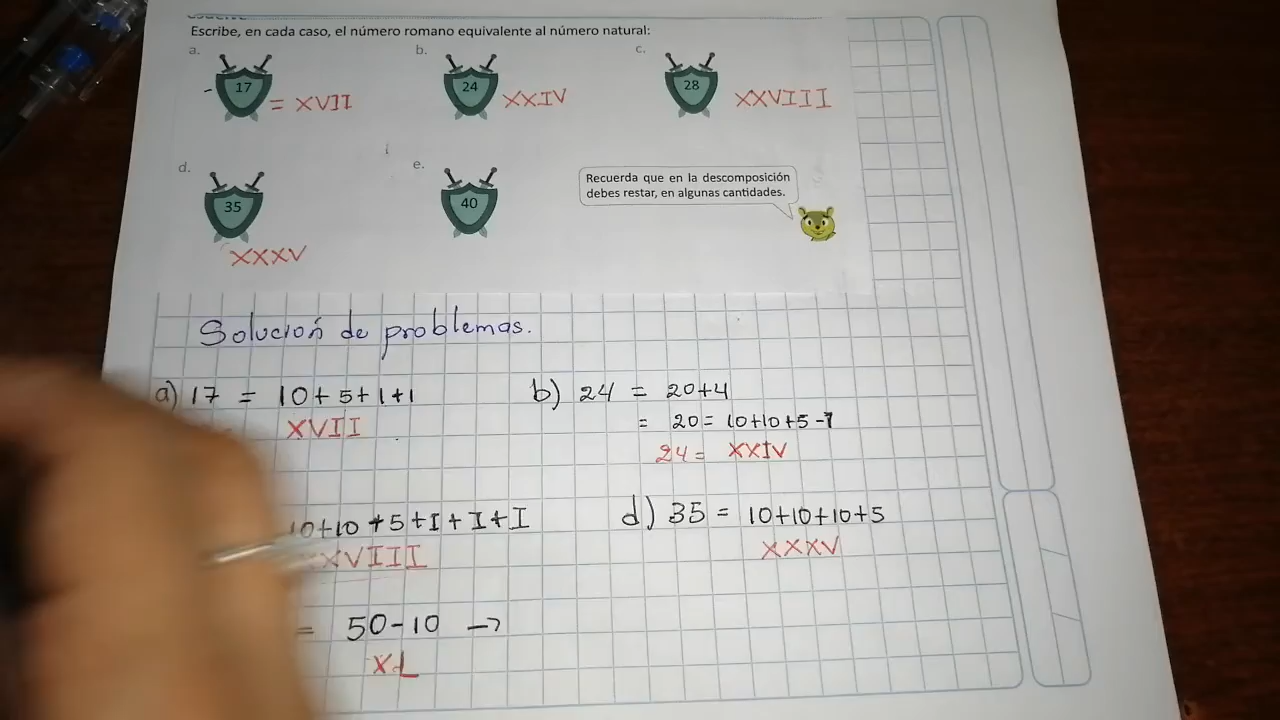 Escribe, en cada caso, el número romano equivalente al número natural:
a. 17 = XVII
b. 24 XXIV
c. 28 XXVIII
d. 35 XXXV
e. 40
Recuerda que en la descomposición
debes restar, en algunas cantidades.
Solución de problemas.
a) 17 = 10+5+1+1
XVII
b) 24 = 20+4
= 20 = 10+10+5-1
24 = XXIV
10+10+5+I+I+I
XXVIII
d) 35 = 10+10+10+5
XXXV
= 50-10 →
XL